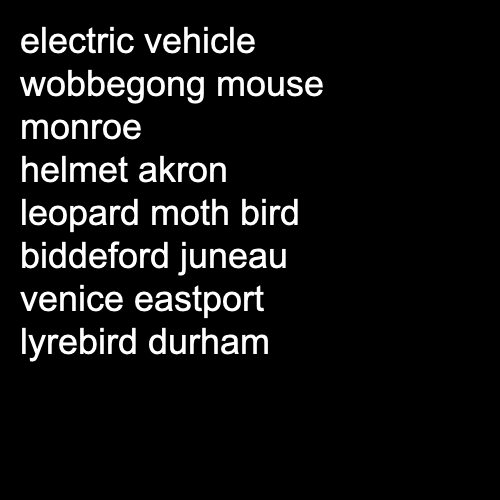 electric vehicle
wobbegong mouse
monroe
helmet akron
leopard moth bird
biddeford juneau
venice eastport
lyrebird durham